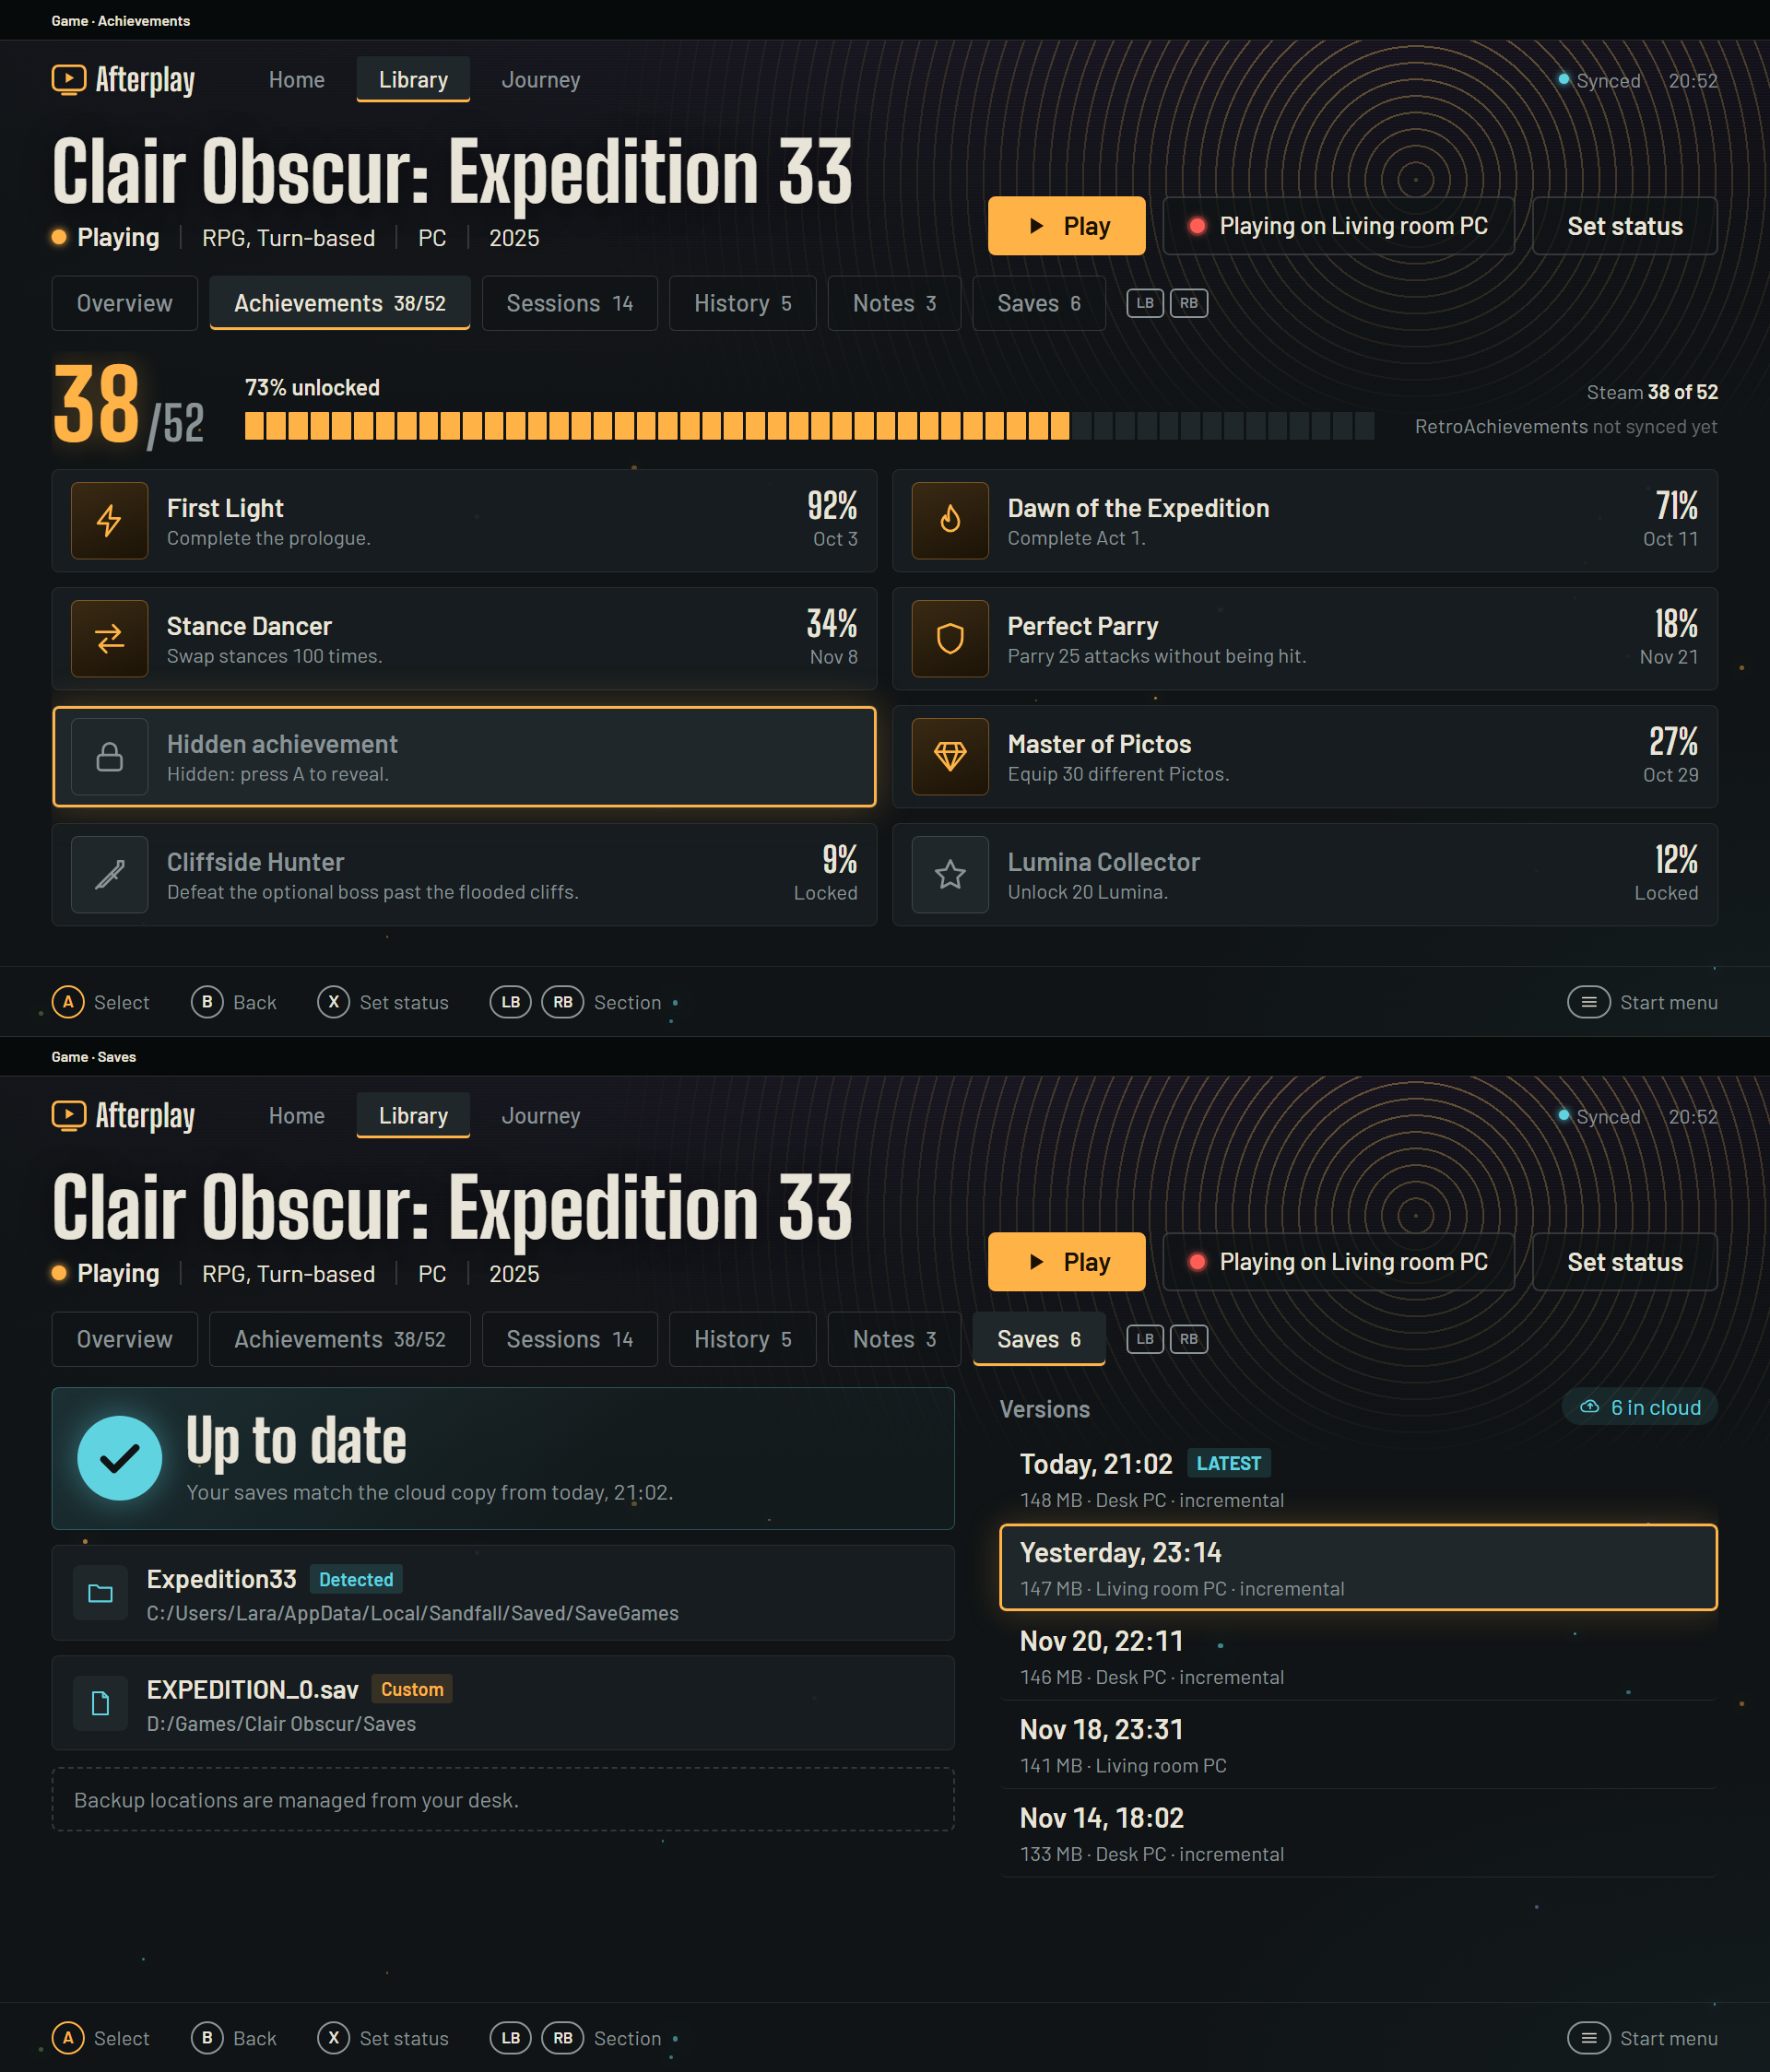 Game · Achievements
Afterplay
Home
Library
Journey
Synced
20:52
Clair Obscur: Expedition 33
Playing
RPG, Turn-based
PC
2025
Play
Playing on Living room PC
Set status
Overview
Achievements 38/52
Sessions 14
History 5
Notes 3
Saves 6
LB
RB
38/52
73% unlocked
Steam 38 of 52
RetroAchievements not synced yet
First Light
Complete the prologue.
92%
Oct 3
Dawn of the Expedition
Complete Act 1.
71%
Oct 11
Stance Dancer
Swap stances 100 times.
34%
Nov 8
Perfect Parry
Parry 25 attacks without being hit.
18%
Nov 21
Hidden achievement
Hidden: press A to reveal.
Master of Pictos
Equip 30 different Pictos.
27%
Oct 29
Cliffside Hunter
Defeat the optional boss past the flooded cliffs.
9%
Locked
Lumina Collector
Unlock 20 Lumina.
12%
Locked
A Select
B Back
X Set status
LB RB Section
Start menu
Game · Saves
Afterplay
Home
Library
Journey
Synced
20:52
Clair Obscur: Expedition 33
Playing
RPG, Turn-based
PC
2025
Play
Playing on Living room PC
Set status
Overview
Achievements 38/52
Sessions 14
History 5
Notes 3
Saves 6
LB
RB
Up to date
Your saves match the cloud copy from today, 21:02.
Expedition33 Detected
C:/Users/Lara/AppData/Local/Sandfall/Saved/SaveGames
EXPEDITION_0.sav Custom
D:/Games/Clair Obscur/Saves
Backup locations are managed from your desk.
Versions
6 in cloud
Today, 21:02 LATEST
148 MB · Desk PC · incremental
Yesterday, 23:14
147 MB · Living room PC · incremental
Nov 20, 22:11
146 MB · Desk PC · incremental
Nov 18, 23:31
141 MB · Living room PC
Nov 14, 18:02
133 MB · Desk PC · incremental
A Select
B Back
X Set status
LB RB Section
Start menu